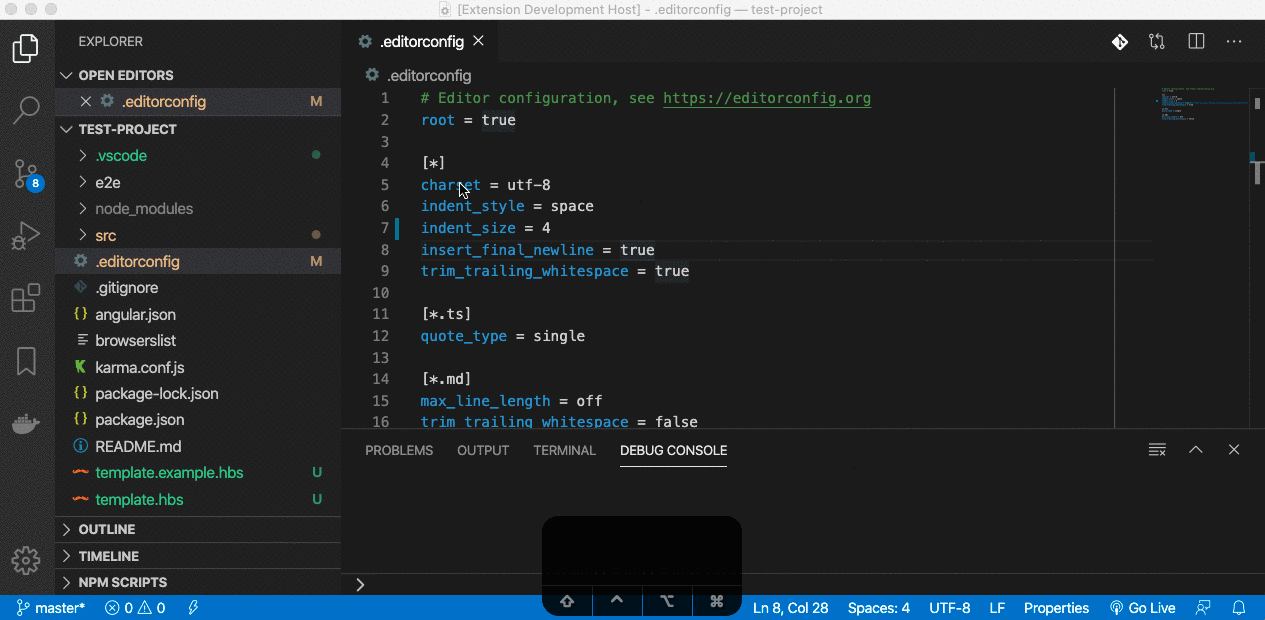 [Extension Development Host] - .editorconfig — test-project
EXPLORER
OPEN EDITORS
.editorconfig M
TEST-PROJECT
.vscode
e2e
node_modules
src
.editorconfig M
.gitignore
angular.json
browserslist
karma.conf.js
package-lock.json
package.json
README.md
template.example.hbs U
template.hbs U
OUTLINE
TIMELINE
NPM SCRIPTS
8
.editorconfig
.editorconfig
1 # Editor configuration, see https://editorconfig.org
2 root = true
3
4 [*]
5 charset = utf-8
6 indent_style = space
7 indent_size = 4
8 insert_final_newline = true
9 trim_trailing_whitespace = true
10
11 [*.ts]
12 quote_type = single
13
14 [*.md]
15 max_line_length = off
16 trim_trailing_whitespace = false
PROBLEMS OUTPUT TERMINAL DEBUG CONSOLE
master* 0 0 Ln 8, Col 28 Spaces: 4 UTF-8 LF Properties Go Live